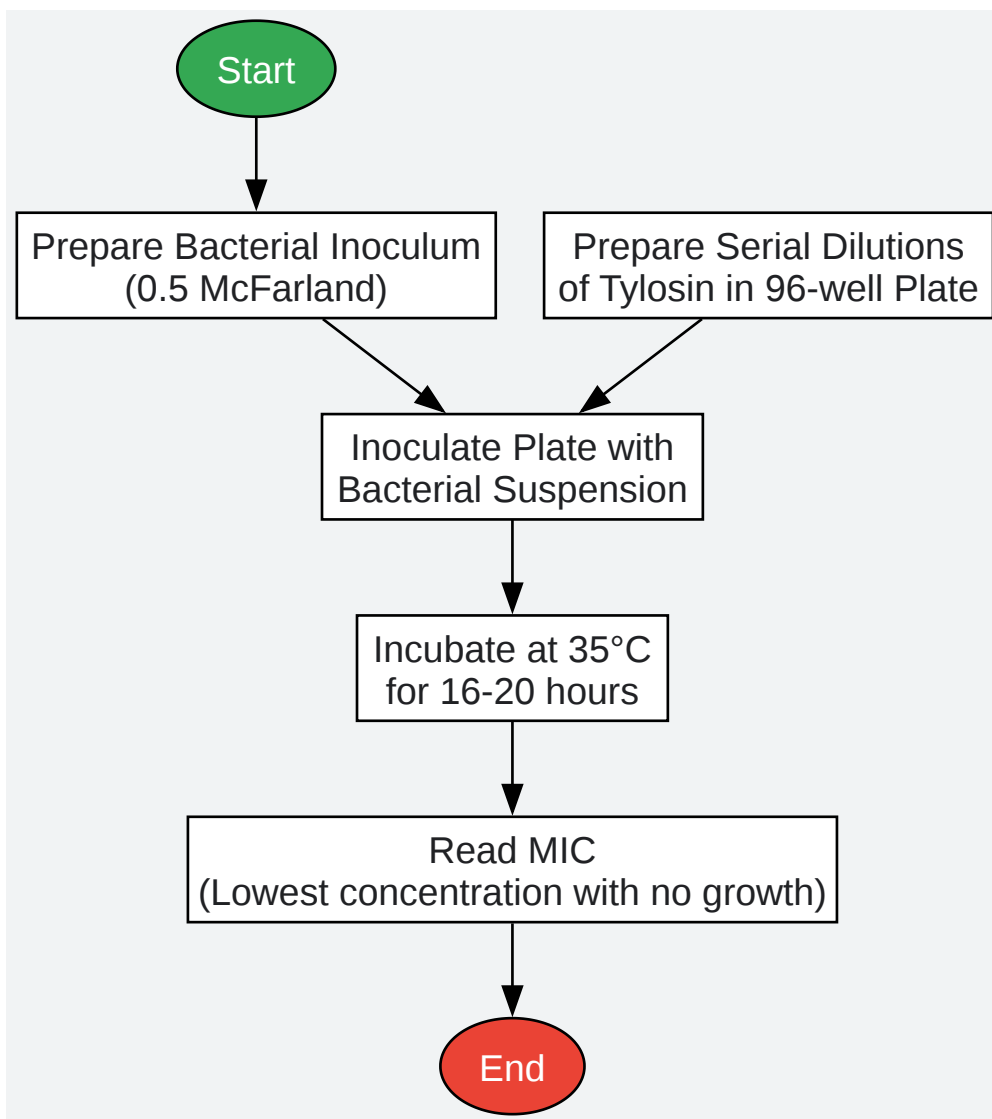 Start
Prepare Bacterial Inoculum
(0.5 McFarland)
Prepare Serial Dilutions
of Tylosin in 96-well Plate
Inoculate Plate with
Bacterial Suspension
Incubate at 35°C
for 16-20 hours
Read MIC
(Lowest concentration with no growth)
End